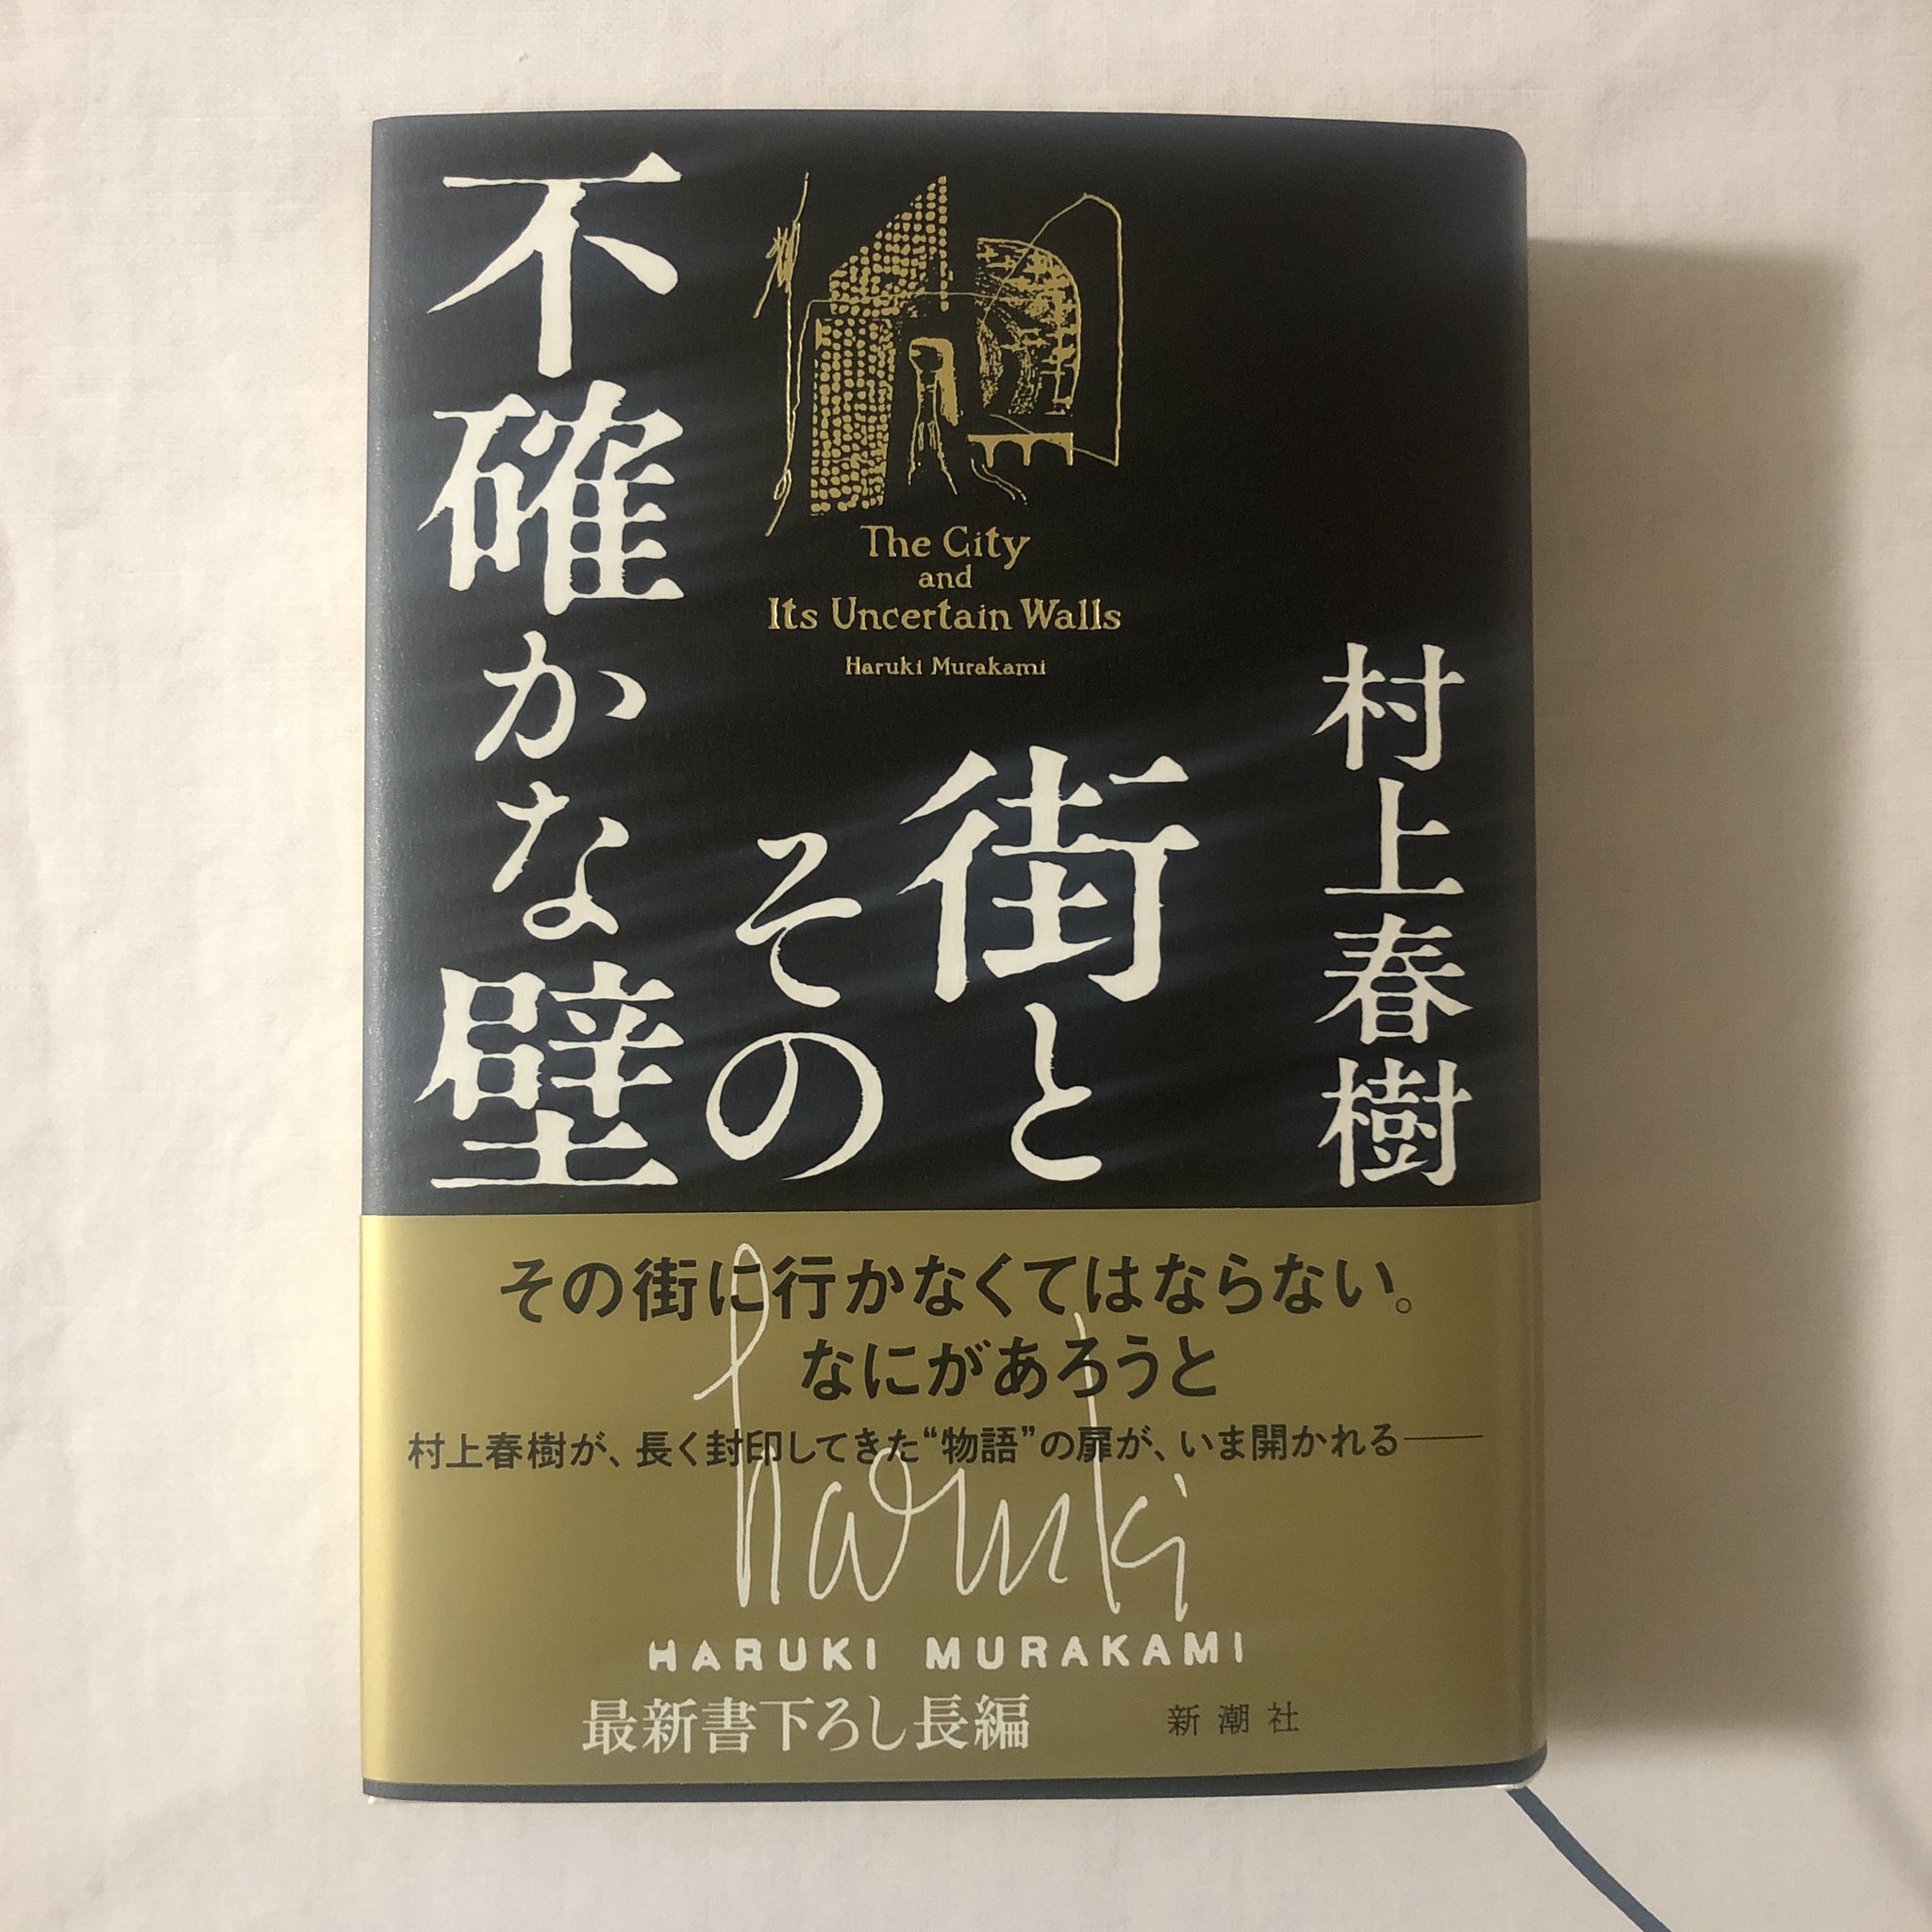 村上春樹
街と
その
不確かな壁
The City
and
Its Uncertain Walls
Haruki Murakami
その街に行かなくてはならない。
なにがあろうと
村上春樹が、長く封印してきた“物語”の扉が、いま開かれる——
haruki
HARUKI MURAKAMI
最新書下ろし長編
新潮社